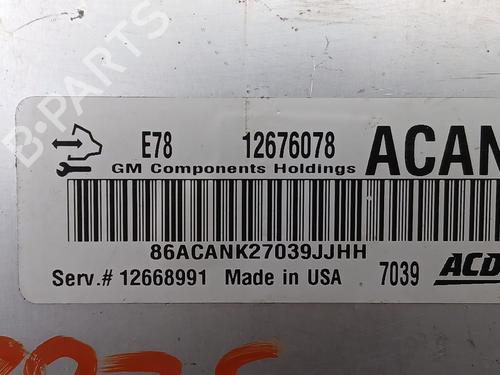 B-PARTS
E78 12676078 ACAN
GM Components Holdings
86ACANK27039JJHH
Serv.# 12668991 Made in USA 7039 ACD